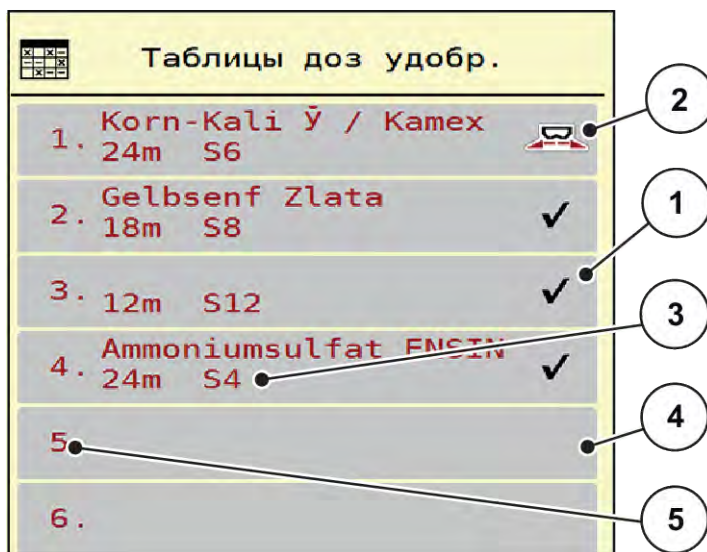 Таблицы доз удобр.
1. Korn-Kali Ў / Kamex
24m S6
2. Gelbsenf Zlata
18m S8
3.
12m S12
4. Ammoniumsulfat ENSIN
24m S4
5.
6.
2
1
3
4
5